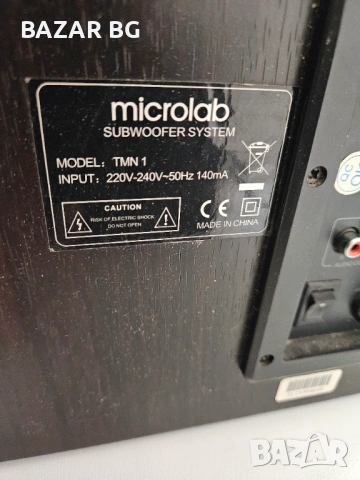 BAZAR BG
microlab
SUBWOOFER SYSTEM
MODEL: TMN 1
INPUT: 220V-240V~50Hz 140mA
CAUTION
RISK OF ELECTRIC SHOCK
DO NOT OPEN
CE
MADE IN CHINA
BAZAR